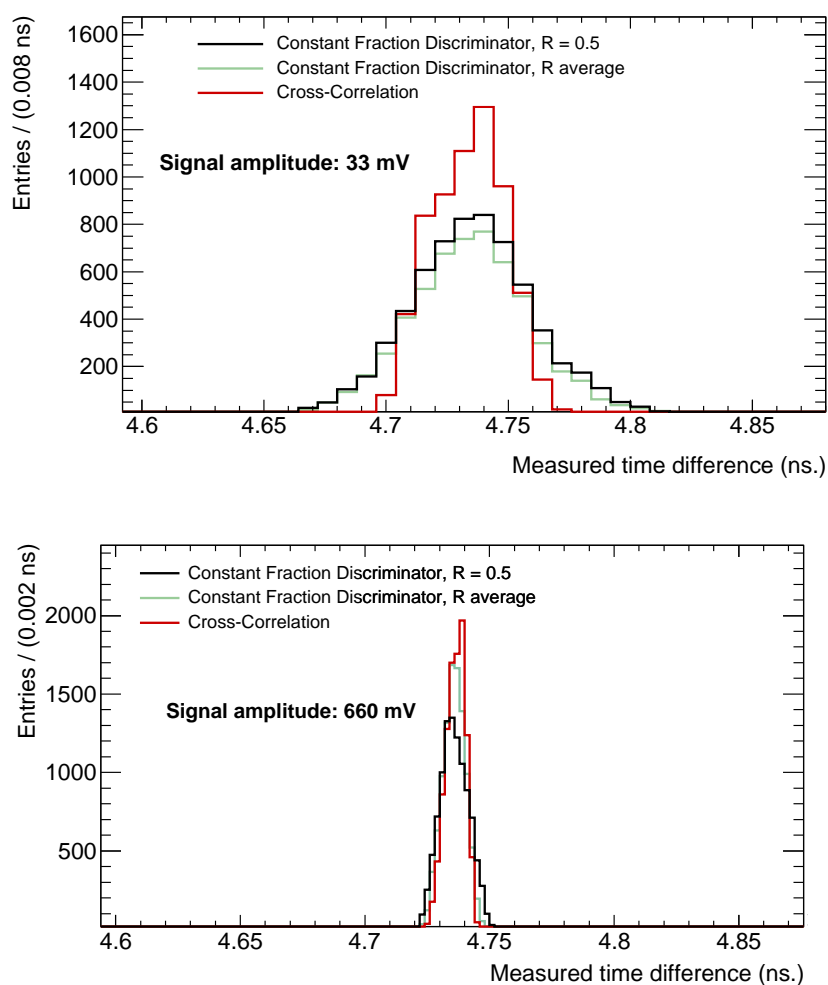 Entries / (0.008 ns)
1600
1400
1200
1000
800
600
400
200
Constant Fraction Discriminator, R = 0.5
Constant Fraction Discriminator, R average
Cross-Correlation
Signal amplitude: 33 mV
4.6 4.65 4.7 4.75 4.8 4.85
Measured time difference (ns.)
Entries / (0.002 ns)
2000
1500
1000
500
Constant Fraction Discriminator, R = 0.5
Constant Fraction Discriminator, R average
Cross-Correlation
Signal amplitude: 660 mV
4.6 4.65 4.7 4.75 4.8 4.85
Measured time difference (ns.)